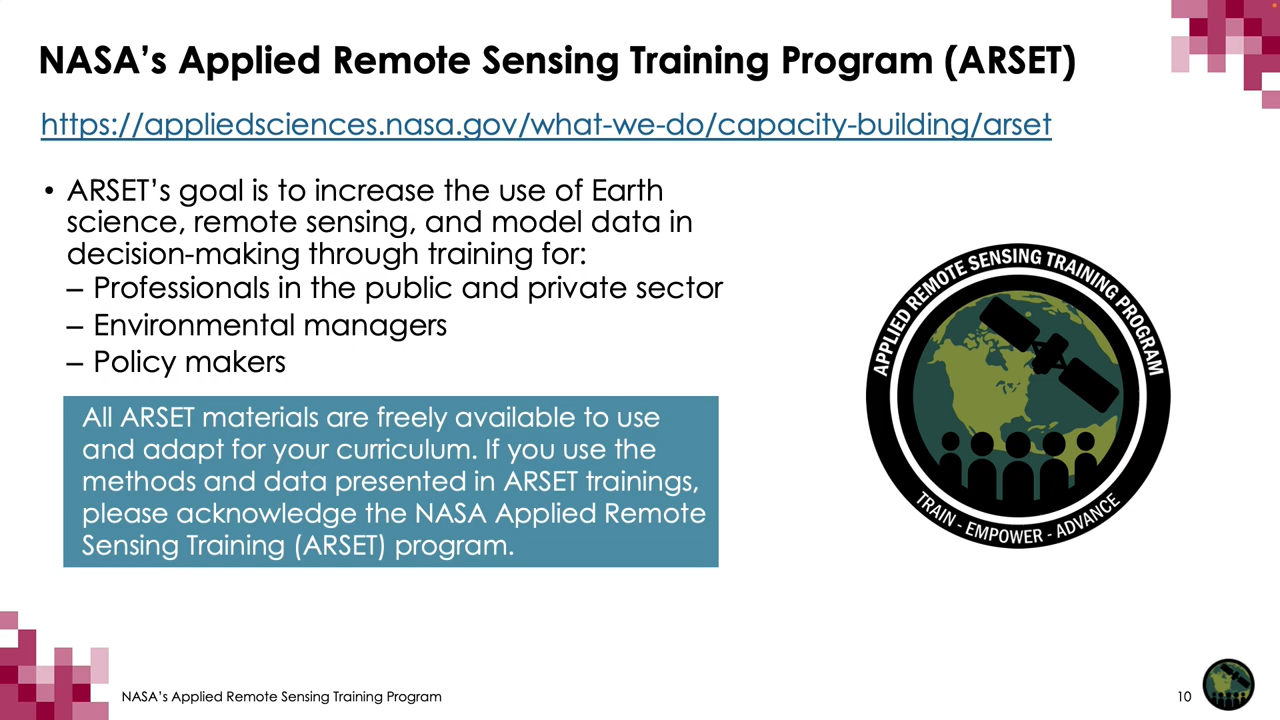 NASA’s Applied Remote Sensing Training Program (ARSET)
https://appliedsciences.nasa.gov/what-we-do/capacity-building/arset
• ARSET’s goal is to increase the use of Earth
science, remote sensing, and model data in
decision-making through training for:
– Professionals in the public and private sector
– Environmental managers
– Policy makers
All ARSET materials are freely available to use
and adapt for your curriculum. If you use the
methods and data presented in ARSET trainings,
please acknowledge the NASA Applied Remote
Sensing Training (ARSET) program.
APPLIED REMOTE SENSING TRAINING PROGRAM
TRAIN - EMPOWER - ADVANCE
NASA’s Applied Remote Sensing Training Program
10